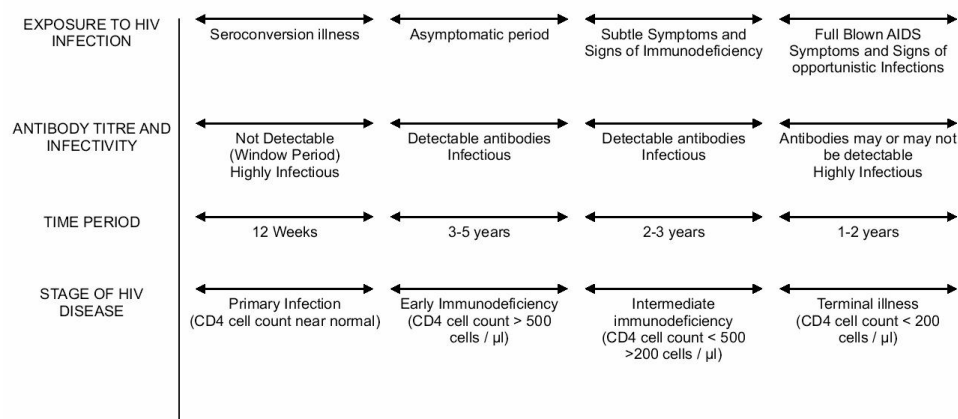 EXPOSURE TO HIV
INFECTION
Seroconversion illness
Asymptomatic period
Subtle Symptoms and
Signs of Immunodeficiency
Full Blown AIDS
Symptoms and Signs of
opportunistic Infections
ANTIBODY TITRE AND
INFECTIVITY
Not Detectable
(Window Period)
Highly Infectious
Detectable antibodies
Infectious
Detectable antibodies
Infectious
Antibodies may or may not
be detectable
Highly Infectious
TIME PERIOD
12 Weeks
3-5 years
2-3 years
1-2 years
STAGE OF HIV
DISEASE
Primary Infection
(CD4 cell count near normal)
Early Immunodeficiency
(CD4 cell count > 500
cells / µl)
Intermediate
immunodeficiency
(CD4 cell count < 500
>200 cells / µl)
Terminal illness
(CD4 cell count < 200
cells / µl)